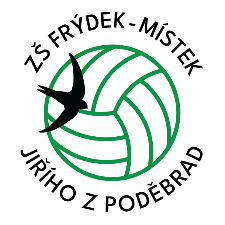 ZŠ FRÝDEK-MÍSTEK
JIŘÍHO Z PODĚBRAD